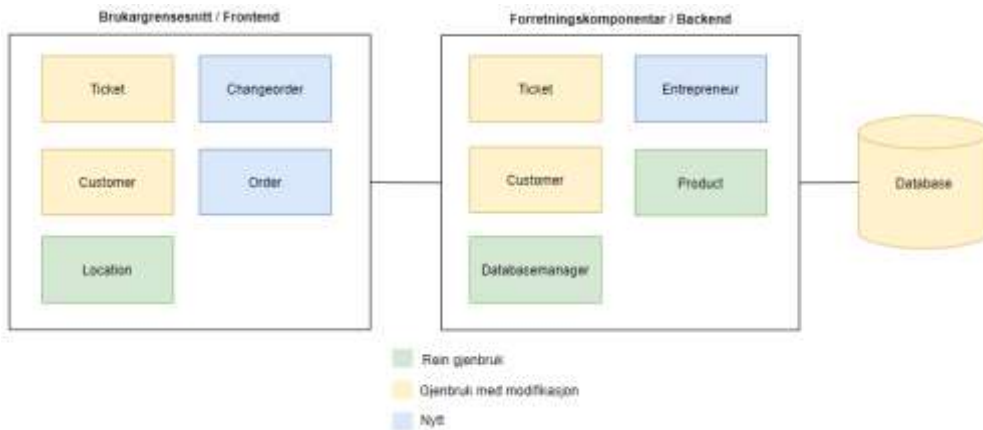 Brukargrensesnitt / Frontend
Ticket
Changeorder
Customer
Order
Location
Forretningskomponentar / Backend
Ticket
Entrepreneur
Customer
Product
Databasemanager
Database
Rein gjenbruk
Gjenbruk med modifikasjon
Nytt